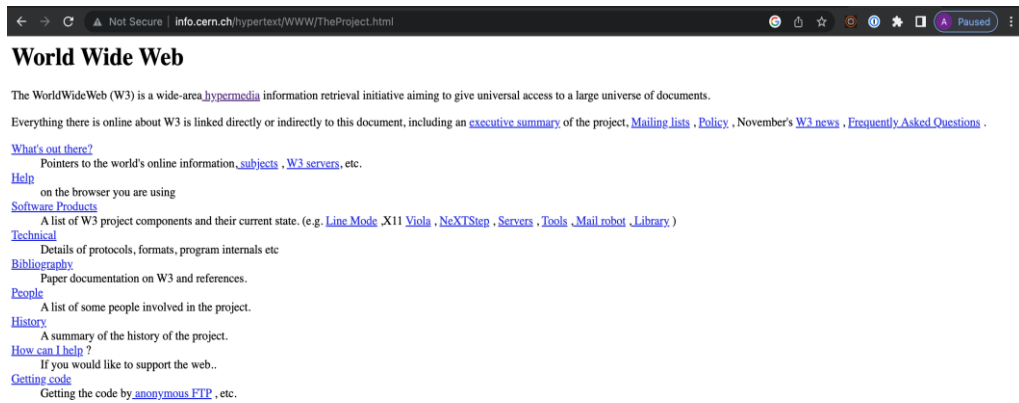 Not Secure | info.cern.ch/hypertext/WWW/TheProject.html A Paused
World Wide Web
The WorldWideWeb (W3) is a wide-area hypermedia information retrieval initiative aiming to give universal access to a large universe of documents.
Everything there is online about W3 is linked directly or indirectly to this document, including an executive summary of the project, Mailing lists , Policy , November's W3 news , Frequently Asked Questions .
What's out there?
Pointers to the world's online information, subjects , W3 servers, etc.
Help
on the browser you are using
Software Products
A list of W3 project components and their current state. (e.g. Line Mode ,X11 Viola , NeXTStep , Servers , Tools , Mail robot , Library )
Technical
Details of protocols, formats, program internals etc
Bibliography
Paper documentation on W3 and references.
People
A list of some people involved in the project.
History
A summary of the history of the project.
How can I help ?
If you would like to support the web..
Getting code
Getting the code by anonymous FTP , etc.